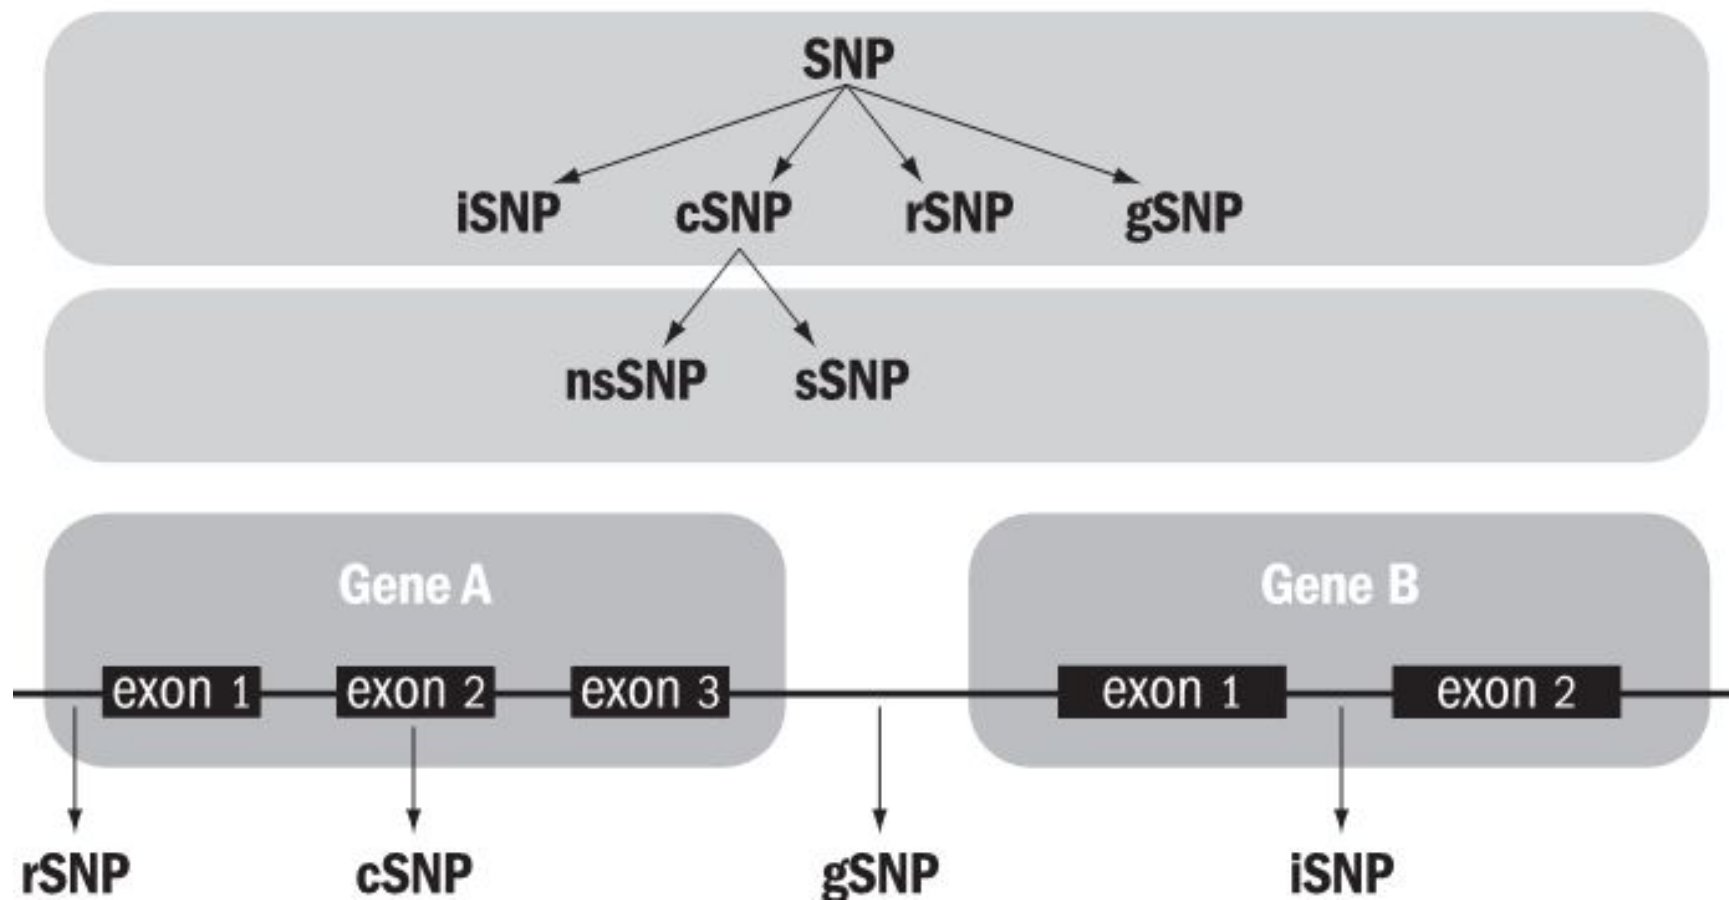 SNP
iSNP cSNP rSNP gSNP
nsSNP sSNP
Gene A Gene B
exon 1 exon 2 exon 3 exon 1 exon 2
rSNP cSNP gSNP iSNP